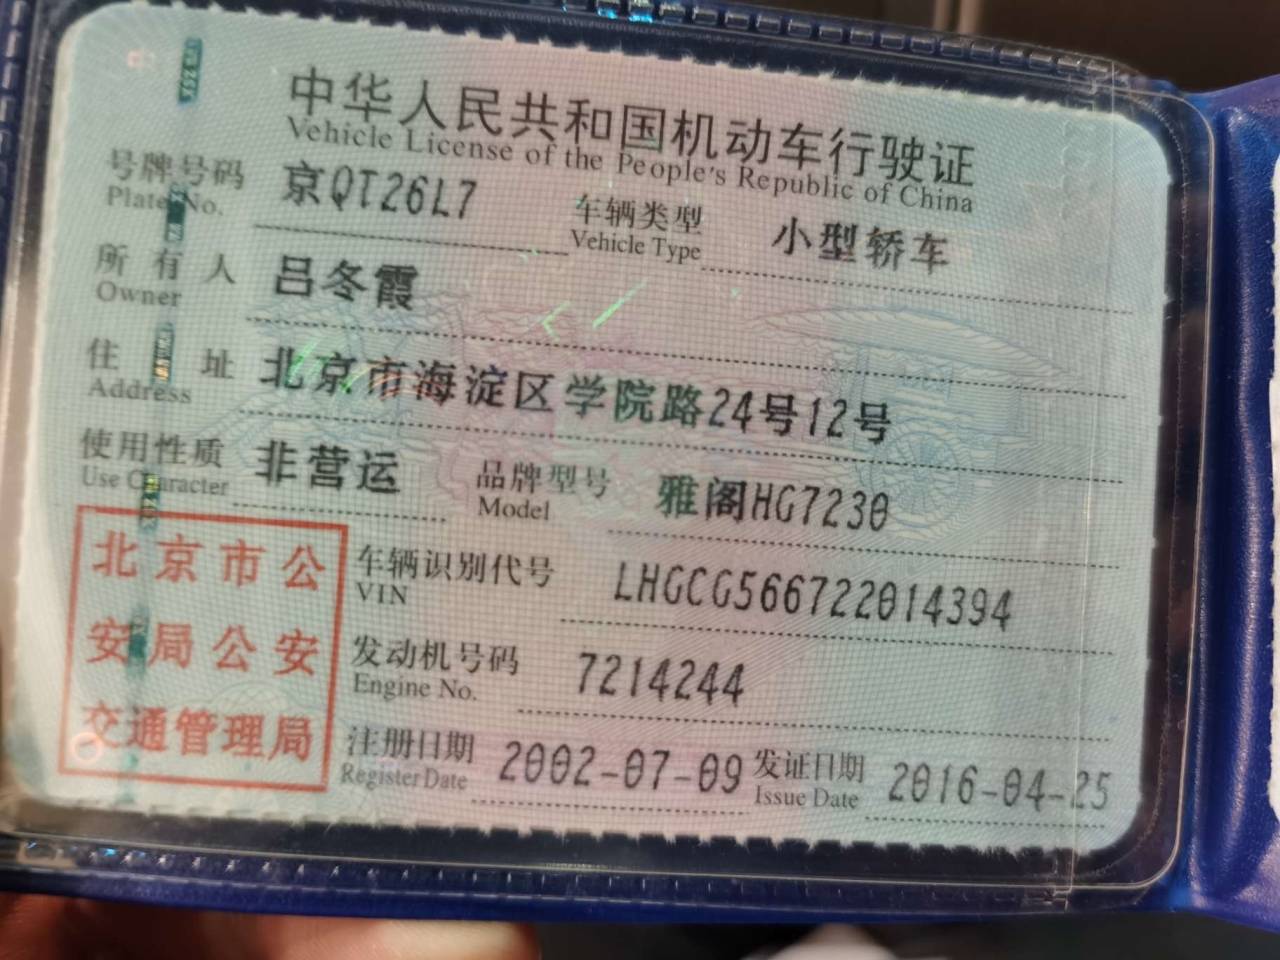 中华人民共和国机动车行驶证
Vehicle License of the People's Republic of China
号牌号码 京QT26L7 车辆类型 小型轿车
Plate No. Vehicle Type
所有人 吕冬霞
Owner
住址 北京市海淀区学院路24号12号
Address
使用性质 非营运 品牌型号 雅阁HG7230
Use Character Model
北京市公安局公安交通管理局
车辆识别代号 LHGCG566722014394
VIN
发动机号码 7214244
Engine No.
注册日期 2002-07-09 发证日期 2016-04-25
Register Date Issue Date